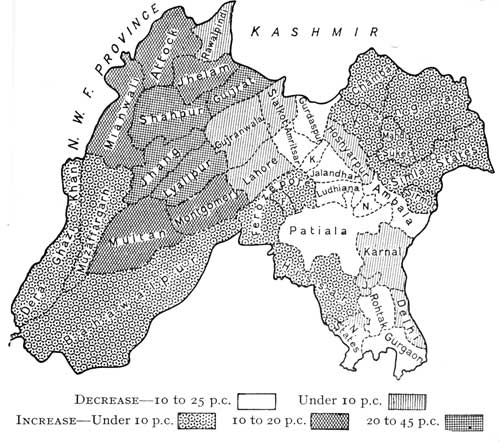 KASHMIR
N. W. F. PROVINCE
Rawalpindi
Attock
Jhelam
Mianwali
Shahpur
Gujrat
Chamba
Kangra
Sialkot
Gurdaspur
Gujranwala
Amritsar
Hoshyarpur
Simla States
Jhang
Lyallpur
Lahore
K.
Jalandhar
Montgomery
Ferozepore
Ludhiana
Ambala
N.
Dera Ghazi Khan
Muzaffargarh
Multan
Patiala
Karnal
Bahawalpur
J.
Rohtak
Delhi
N.
States
Gurgaon
DECREASE—10 to 25 p.c. Under 10 p.c.
INCREASE—Under 10 p.c. 10 to 20 p.c. 20 to 45 p.c.